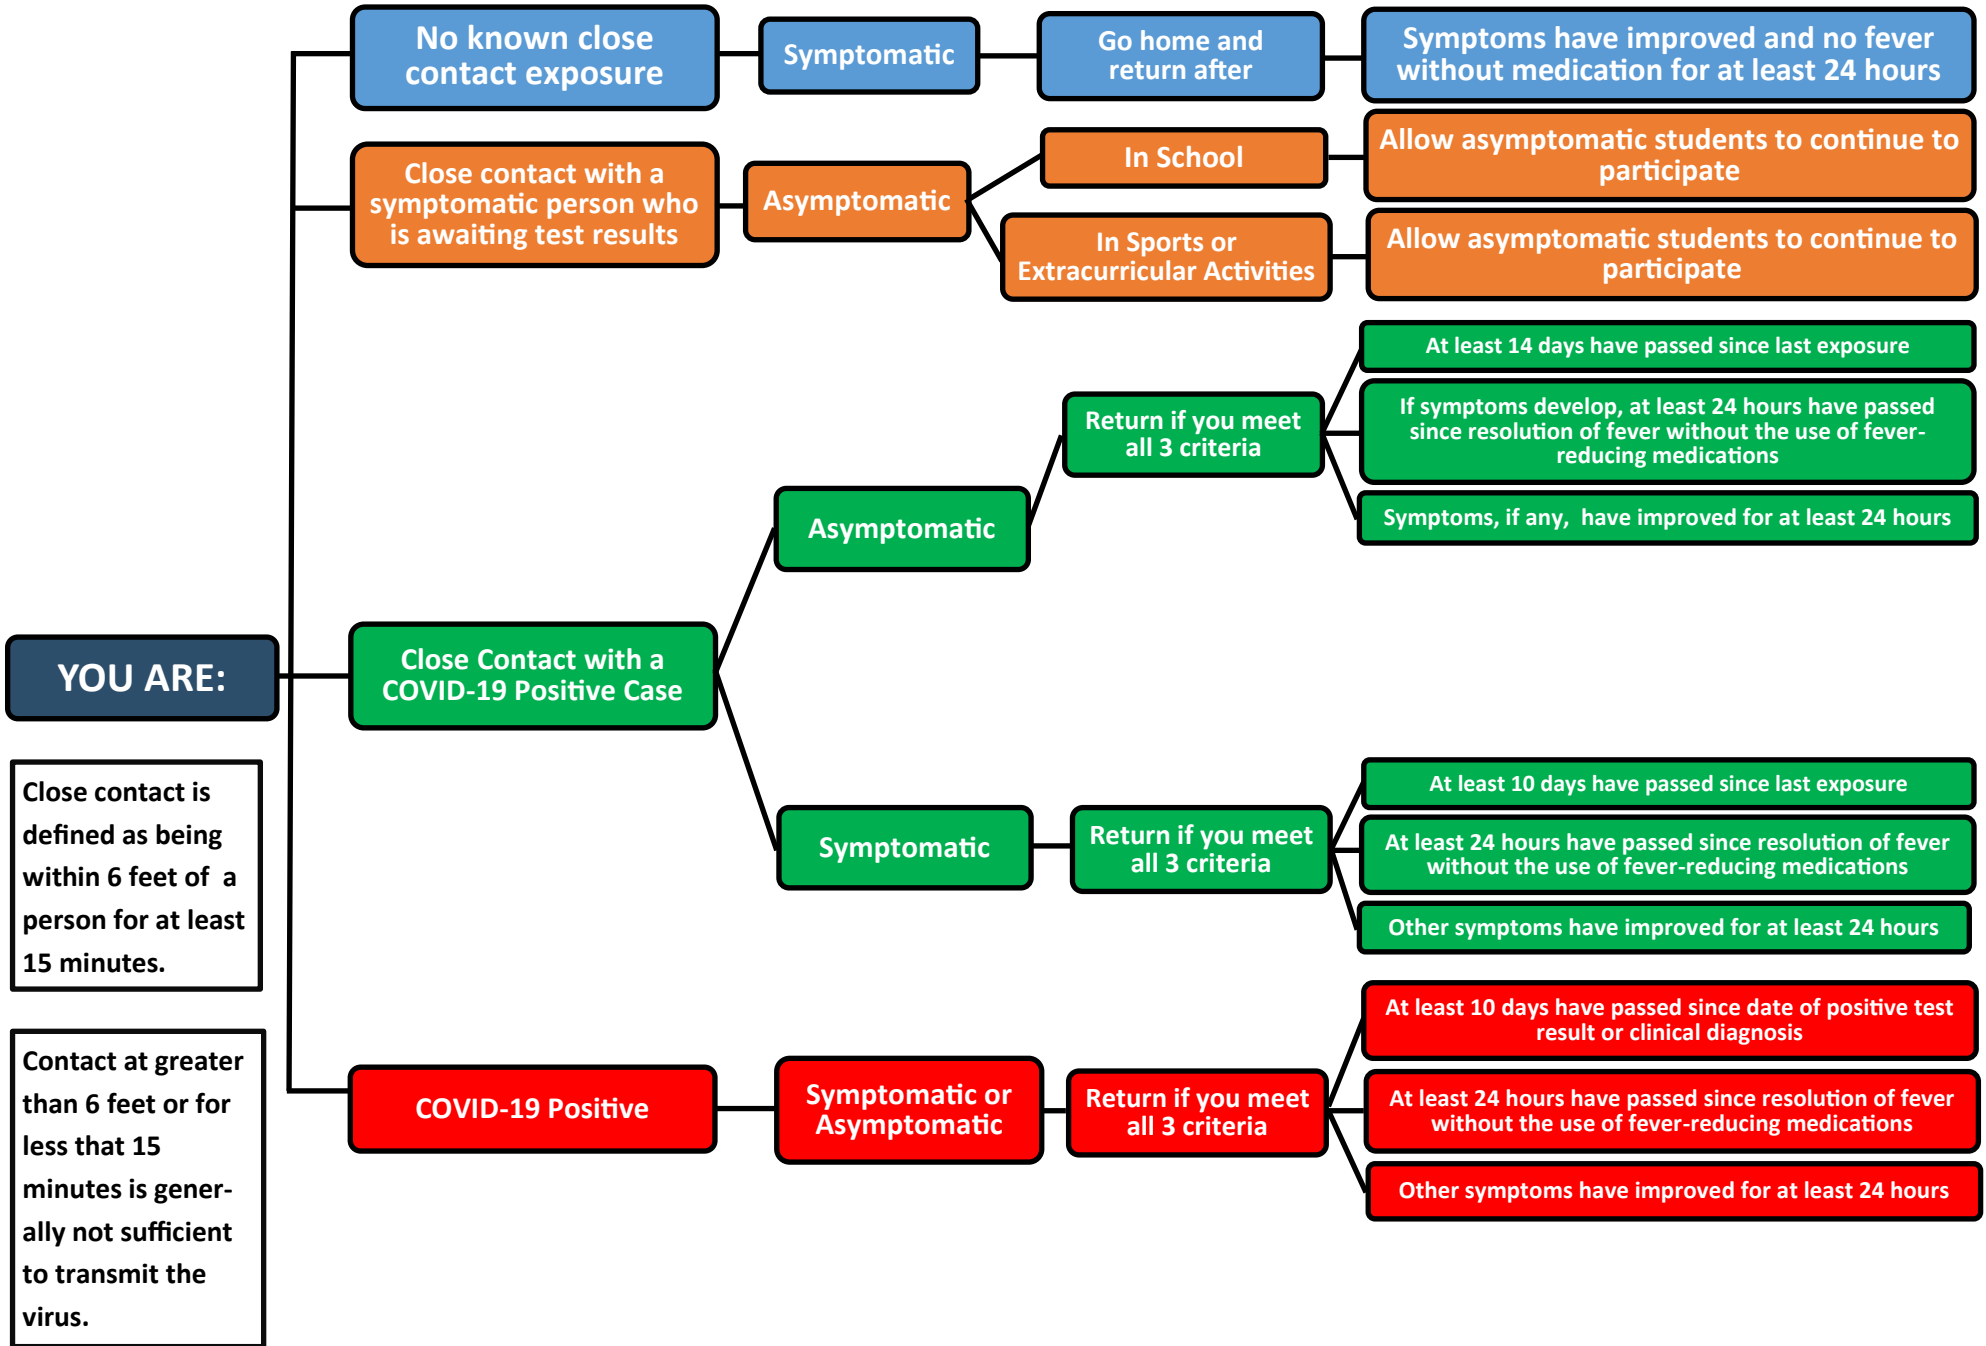 No known close
contact exposure
Symptomatic
Go home and
return after
Symptoms have improved and no fever
without medication for at least 24 hours
Close contact with a
symptomatic person who
is awaiting test results
Asymptomatic
In School
Allow asymptomatic students to continue to
participate
In Sports or
Extracurricular Activities
Allow asymptomatic students to continue to
participate
YOU ARE:
Close Contact with a
COVID-19 Positive Case
Asymptomatic
Return if you meet
all 3 criteria
At least 14 days have passed since last exposure
If symptoms develop, at least 24 hours have passed
since resolution of fever without the use of fever-
reducing medications
Symptoms, if any,  have improved for at least 24 hours
Symptomatic
Return if you meet
all 3 criteria
At least 10 days have passed since last exposure
At least 24 hours have passed since resolution of fever
without the use of fever-reducing medications
Other symptoms have improved for at least 24 hours
COVID-19 Positive
Symptomatic or
Asymptomatic
Return if you meet
all 3 criteria
At least 10 days have passed since date of positive test
result or clinical diagnosis
At least 24 hours have passed since resolution of fever
without the use of fever-reducing medications
Other symptoms have improved for at least 24 hours
Close contact is
defined as being
within 6 feet of  a
person for at least
15 minutes.
Contact at greater
than 6 feet or for
less that 15
minutes is gener-
ally not sufficient
to transmit the
virus.